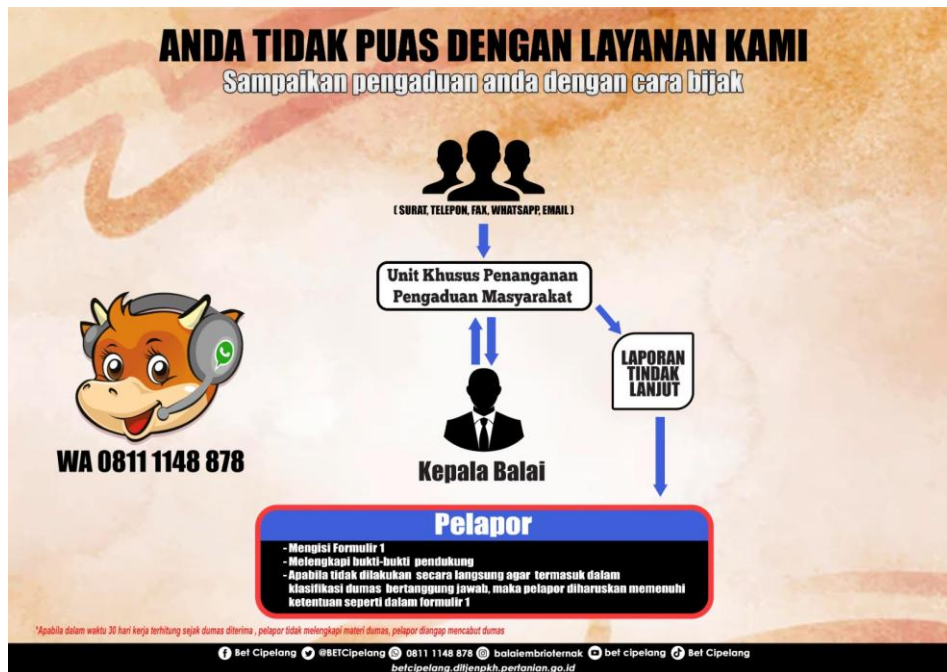 ANDA TIDAK PUAS DENGAN LAYANAN KAMI
Sampaikan pengaduan anda dengan cara bijak
( SURAT, TELEPON, FAX, WHATSAPP, EMAIL )
Unit Khusus Penanganan
Pengaduan Masyarakat
LAPORAN
TINDAK
LANJUT
Kepala Balai
WA 0811 1148 878
Pelapor
- Mengisi Formulir 1
- Melengkapi bukti-bukti pendukung
- Apabila tidak dilakukan secara langsung agar termasuk dalam
klasifikasi dumas bertanggung jawab, maka pelapor diharuskan memenuhi
ketentuan seperti dalam formulir 1
*Apabila dalam waktu 30 hari kerja terhitung sejak dumas diterima , pelapor tidak melengkapi materi dumas, pelapor diangap mencabut dumas
Bet Cipelang @BETCipelang 0811 1148 878 balaiembrioternak bet cipelang Bet Cipelang
betcipelang.ditjenpkh.pertanian.go.id